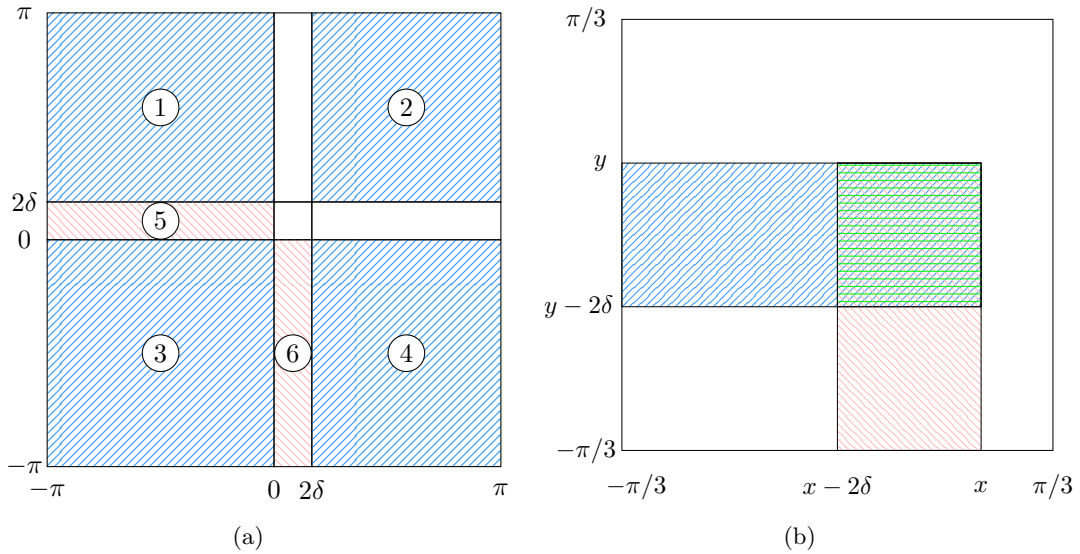 π
① ②
2δ
⑤
0
③ ⑥ ④
−π
−π 0 2δ π
(a)
π/3
y
y − 2δ
−π/3
−π/3 x − 2δ x π/3
(b)